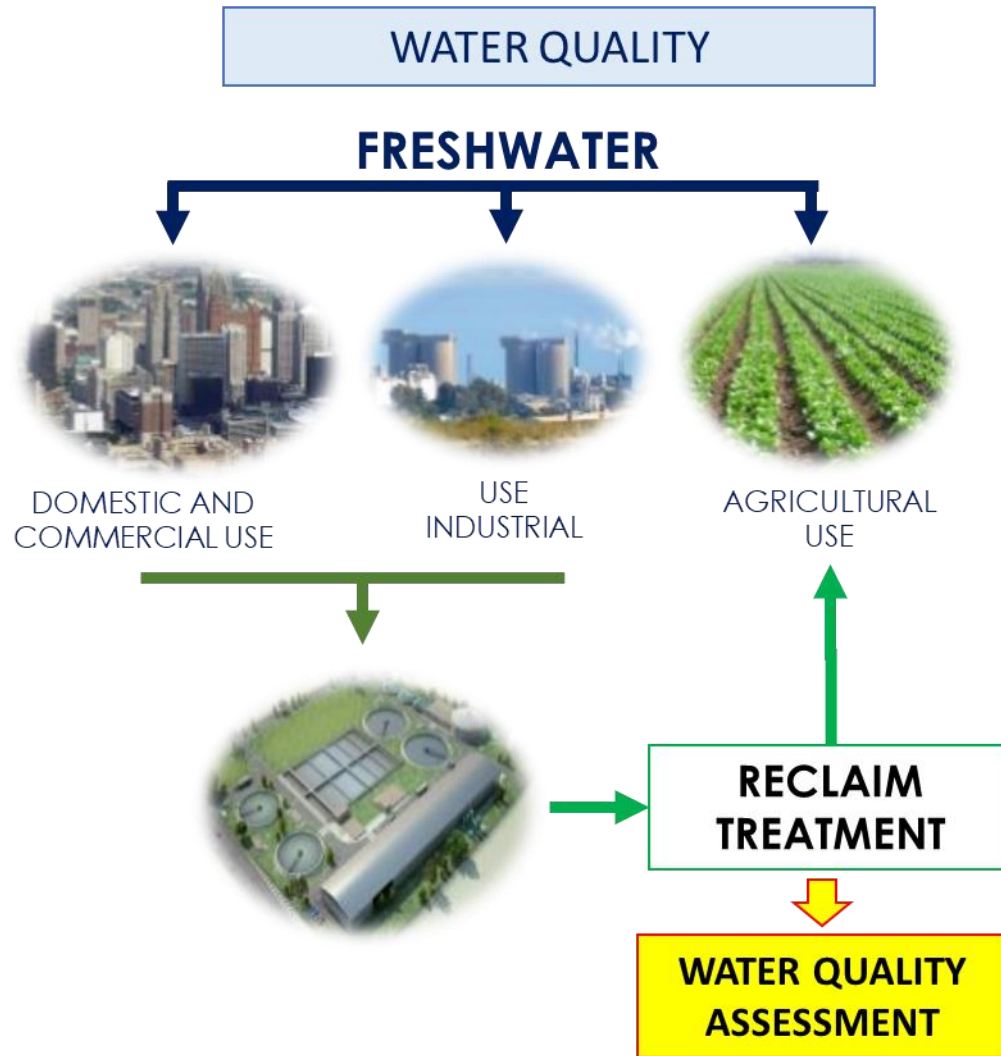 WATER QUALITY
FRESHWATER
DOMESTIC AND
COMMERCIAL USE
USE
INDUSTRIAL
AGRICULTURAL
USE
RECLAIM
TREATMENT
WATER QUALITY
ASSESSMENT